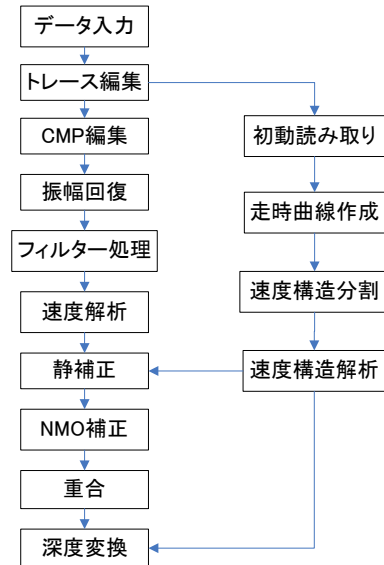 データ入力
トレース編集
CMP編集
振幅回復
フィルター処理
速度解析
静補正
NMO補正
重合
深度変換
初動読み取り
走時曲線作成
速度構造分割
速度構造解析